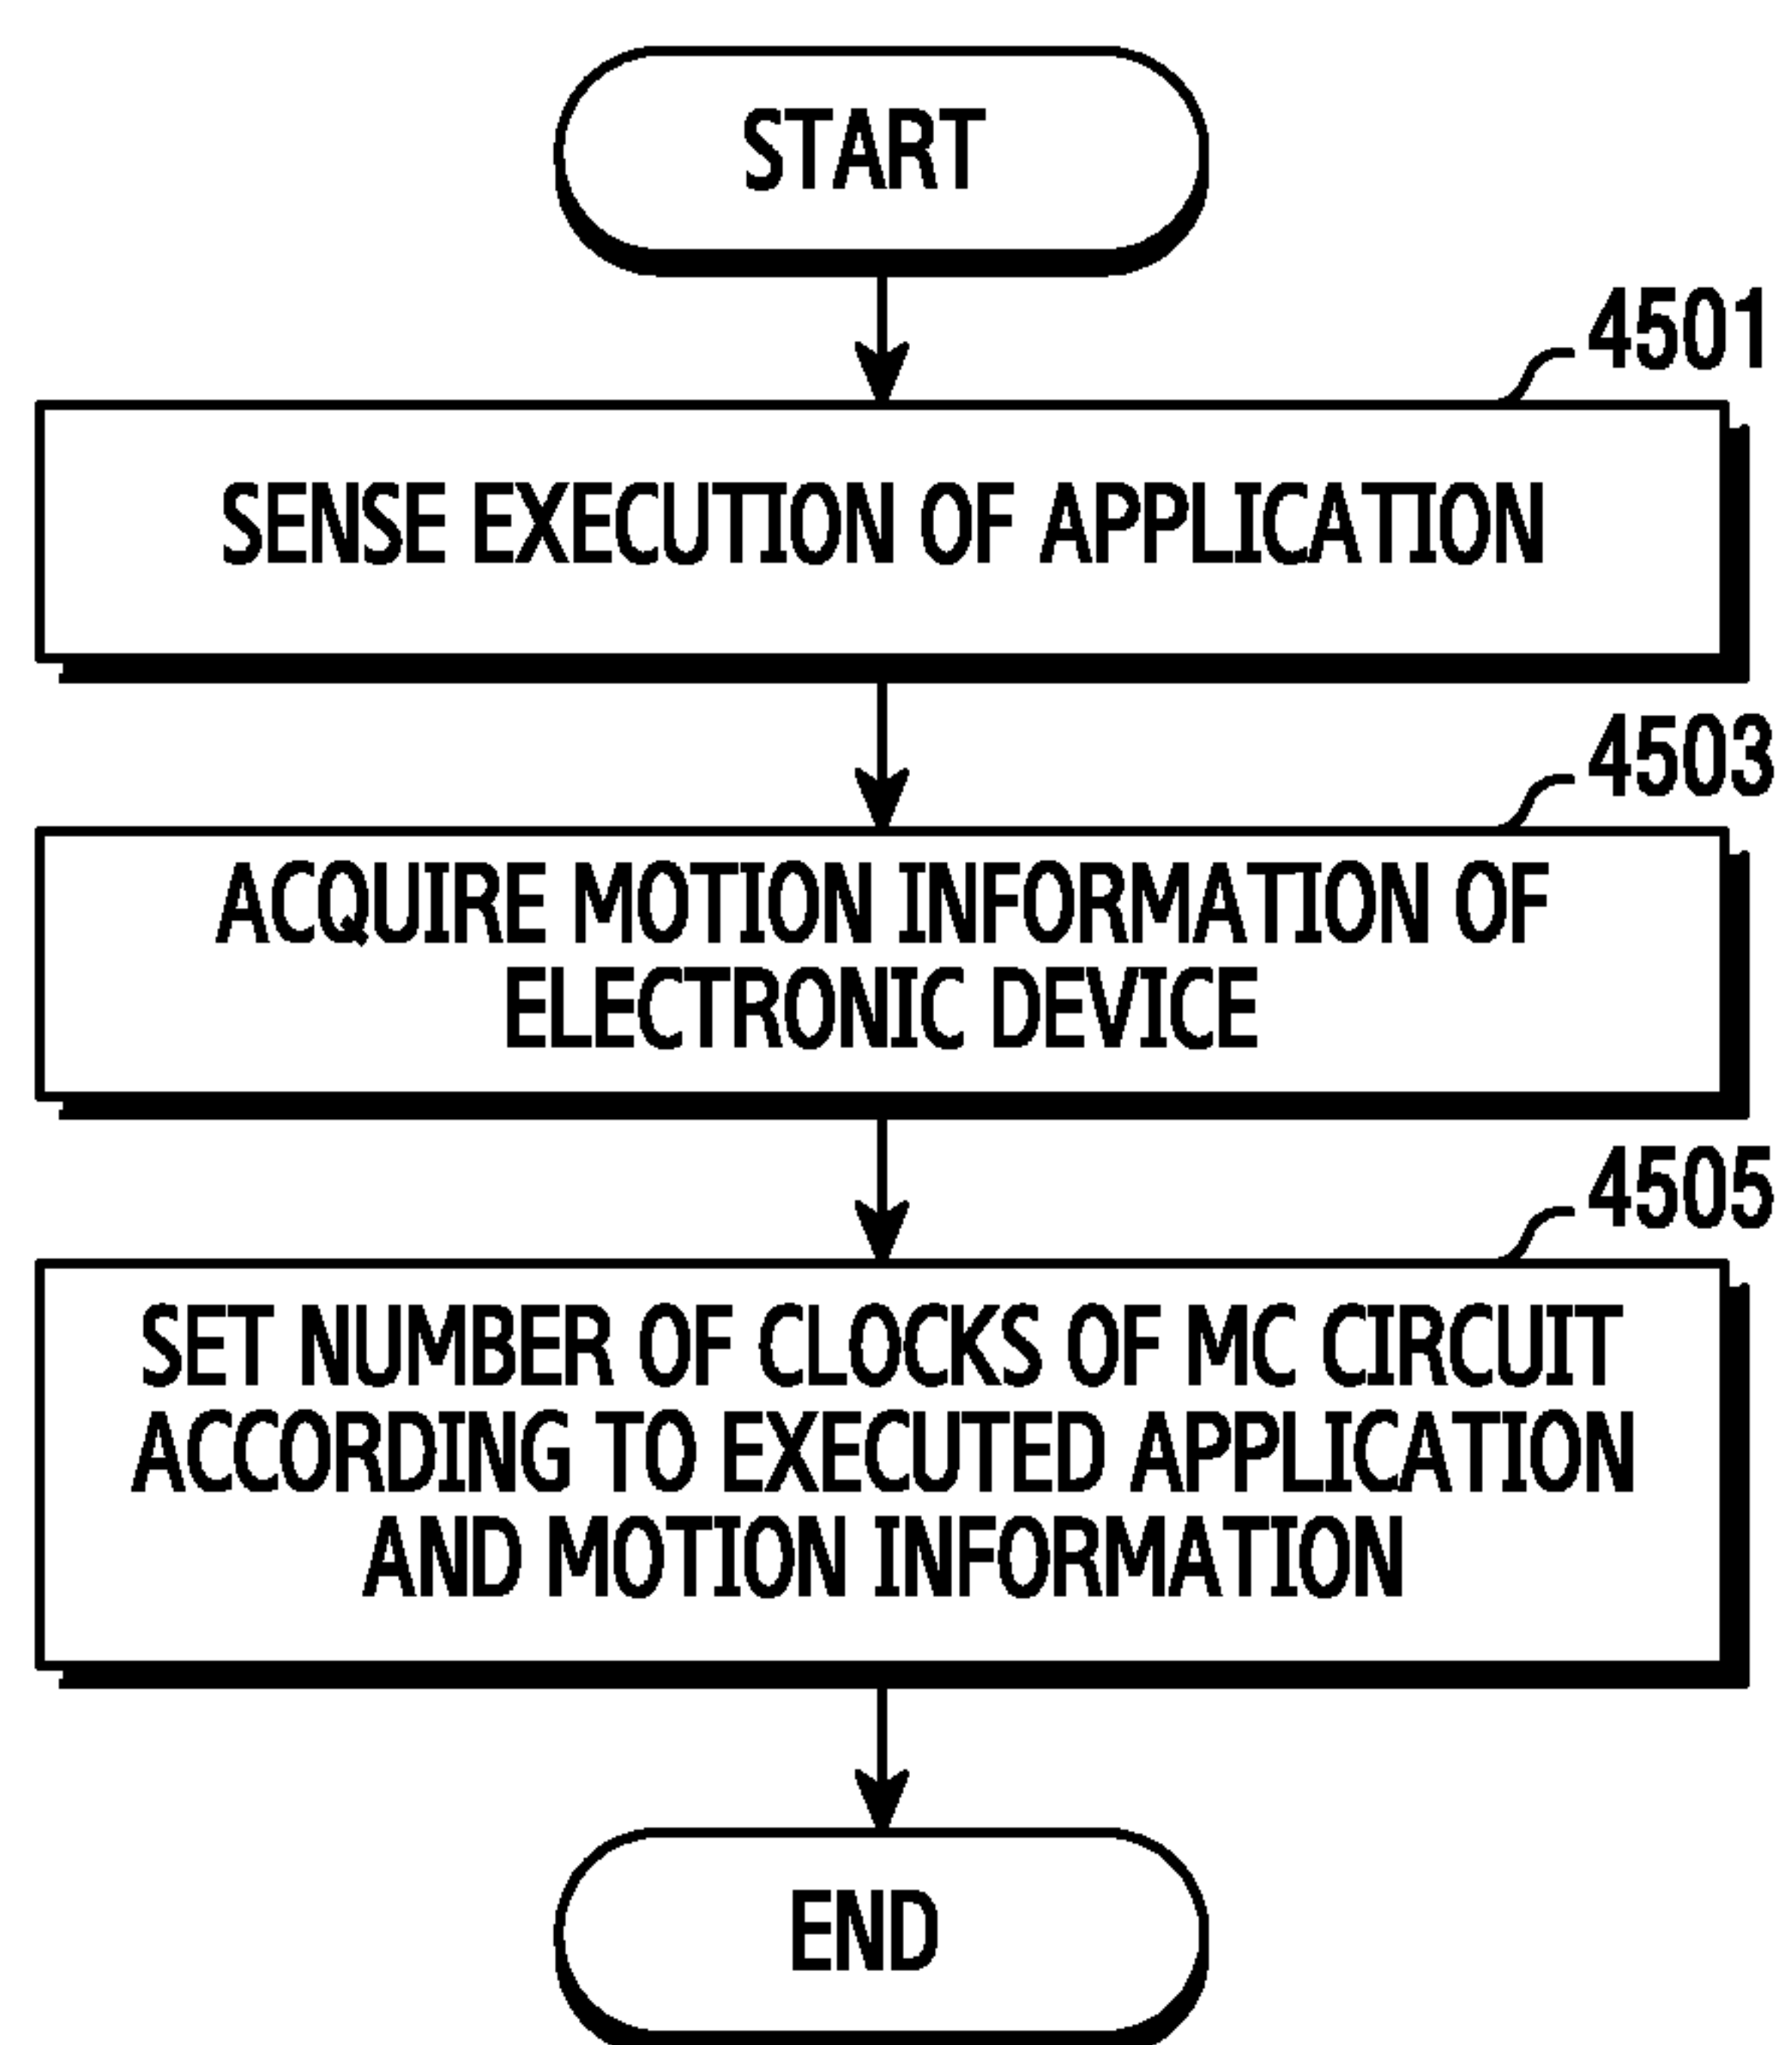 START
4501
SENSE EXECUTION OF APPLICATION
4503
ACQUIRE MOTION INFORMATION OF
ELECTRONIC DEVICE
4505
SET NUMBER OF CLOCKS OF MC CIRCUIT
ACCORDING TO EXECUTED APPLICATION
AND MOTION INFORMATION
END